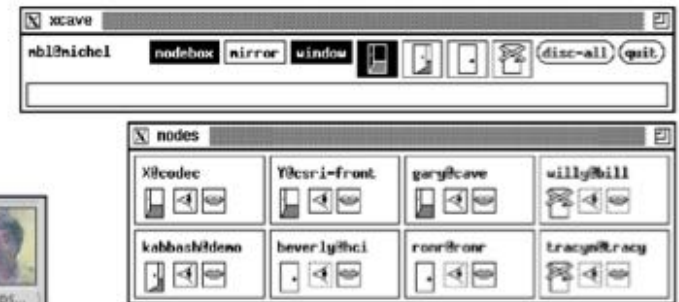 X xcave
mbl@michel nodebox mirror window disc-all quit
X nodes
X@codec Y@csri-front gary@cave willy@bill
kabbash@demo beverly@hci ronr@ronr tracyn@tracy